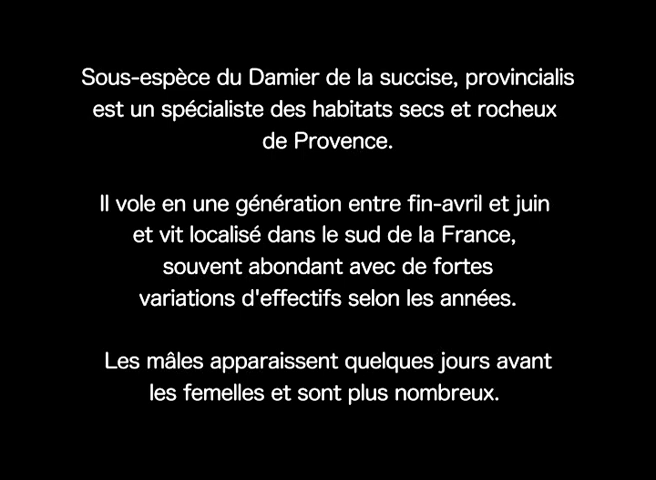 Sous-espèce du Damier de la succise, provincialis
est un spécialiste des habitats secs et rocheux
de Provence.
Il vole en une génération entre fin-avril et juin
et vit localisé dans le sud de la France,
souvent abondant avec de fortes
variations d'effectifs selon les années.
Les mâles apparaissent quelques jours avant
les femelles et sont plus nombreux.